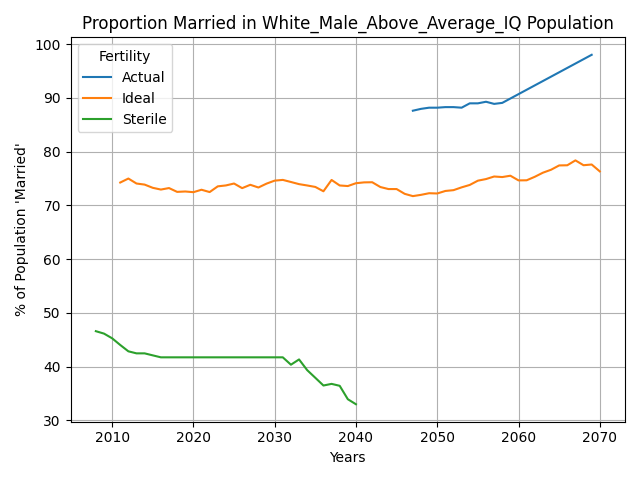 Proportion Married in White_Male_Above_Average_IQ Population
Fertility
Actual
Ideal
Sterile
% of Population 'Married'
100
90
80
70
60
50
40
30
2010
2020
2030
2040
2050
2060
2070
Years